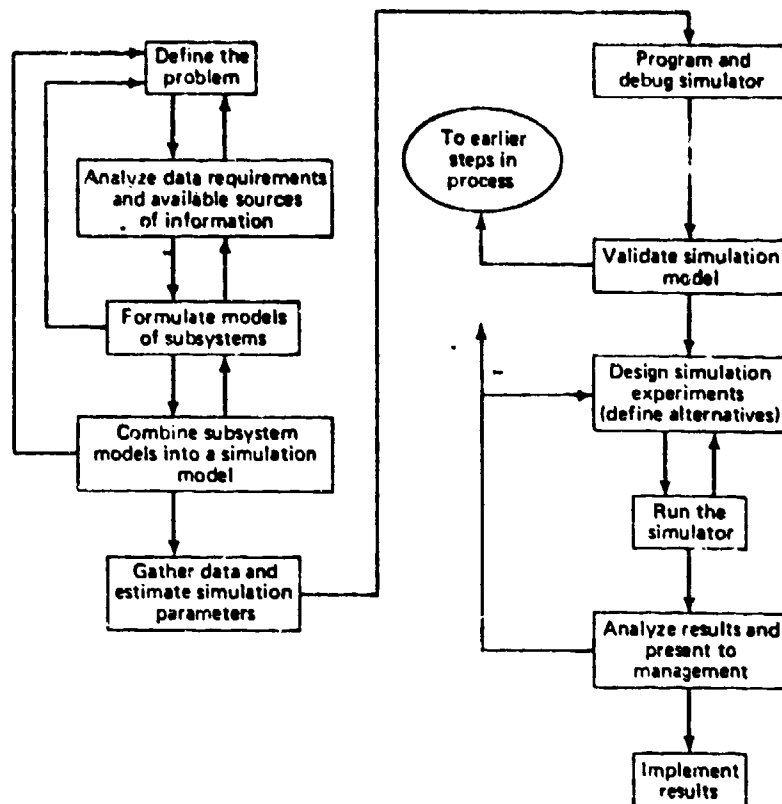 Define the
problem
Analyze data requirements
and available sources
of information
Formulate models
of subsystems
Combine subsystem
models into a simulation
model
Gather data and
estimate simulation
parameters
Program and
debug simulator
To earlier
steps in
process
Validate simulation
model
Design simulation
experiments
(define alternatives)
Run the
simulator
Analyze results and
present to
management
Implement
results